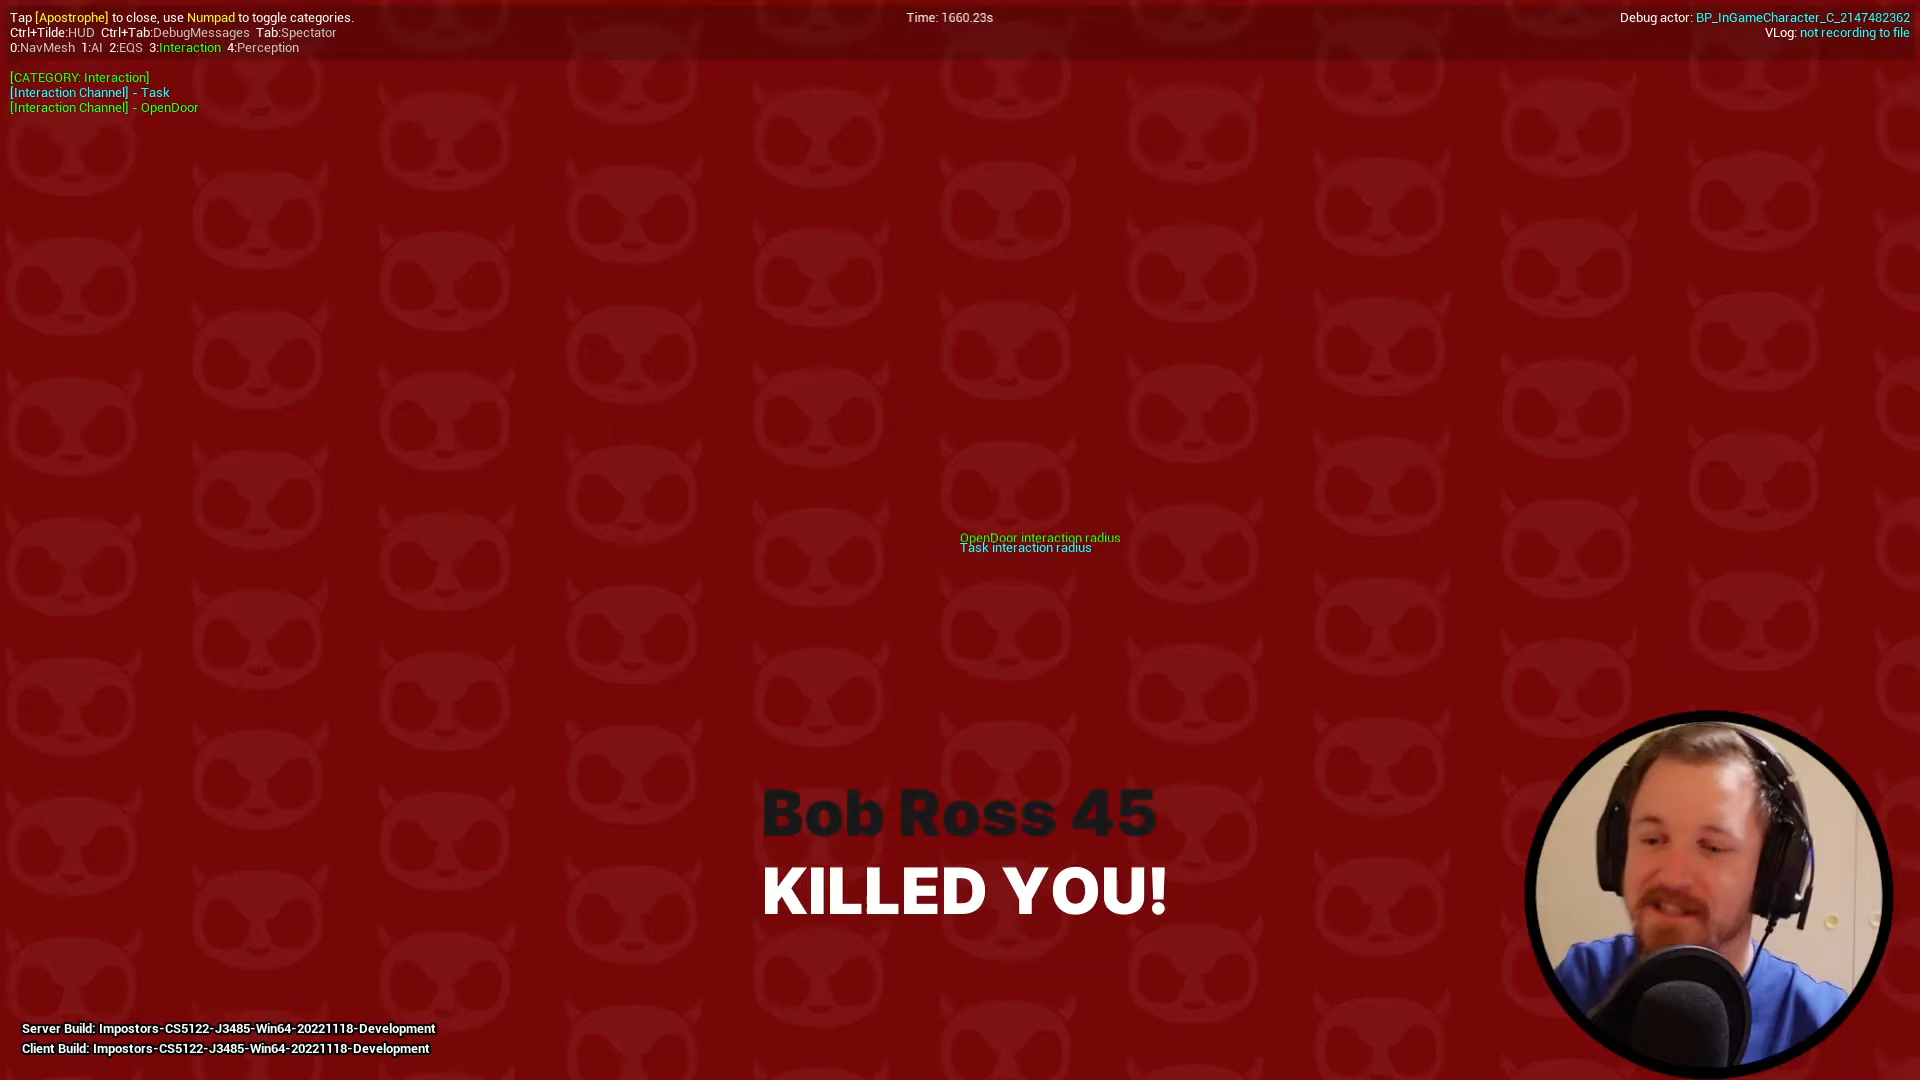 Tap [Apostrophe] to close, use Numpad to toggle categories.
Ctrl+Tilde:HUD Ctrl+Tab:DebugMessages Tab:Spectator
0:NavMesh 1:AI 2:EQS 3:Interaction 4:Perception
Time: 1660.23s
Debug actor: BP_InGameCharacter_C_2147482362
VLog: not recording to file
[CATEGORY: Interaction]
[Interaction Channel] - Task
[Interaction Channel] - OpenDoor
OpenDoor interaction radius
Task interaction radius
Bob Ross 45
KILLED YOU!
Server Build: Impostors-CS5122-J3485-Win64-20221118-Development
Client Build: Impostors-CS5122-J3485-Win64-20221118-Development